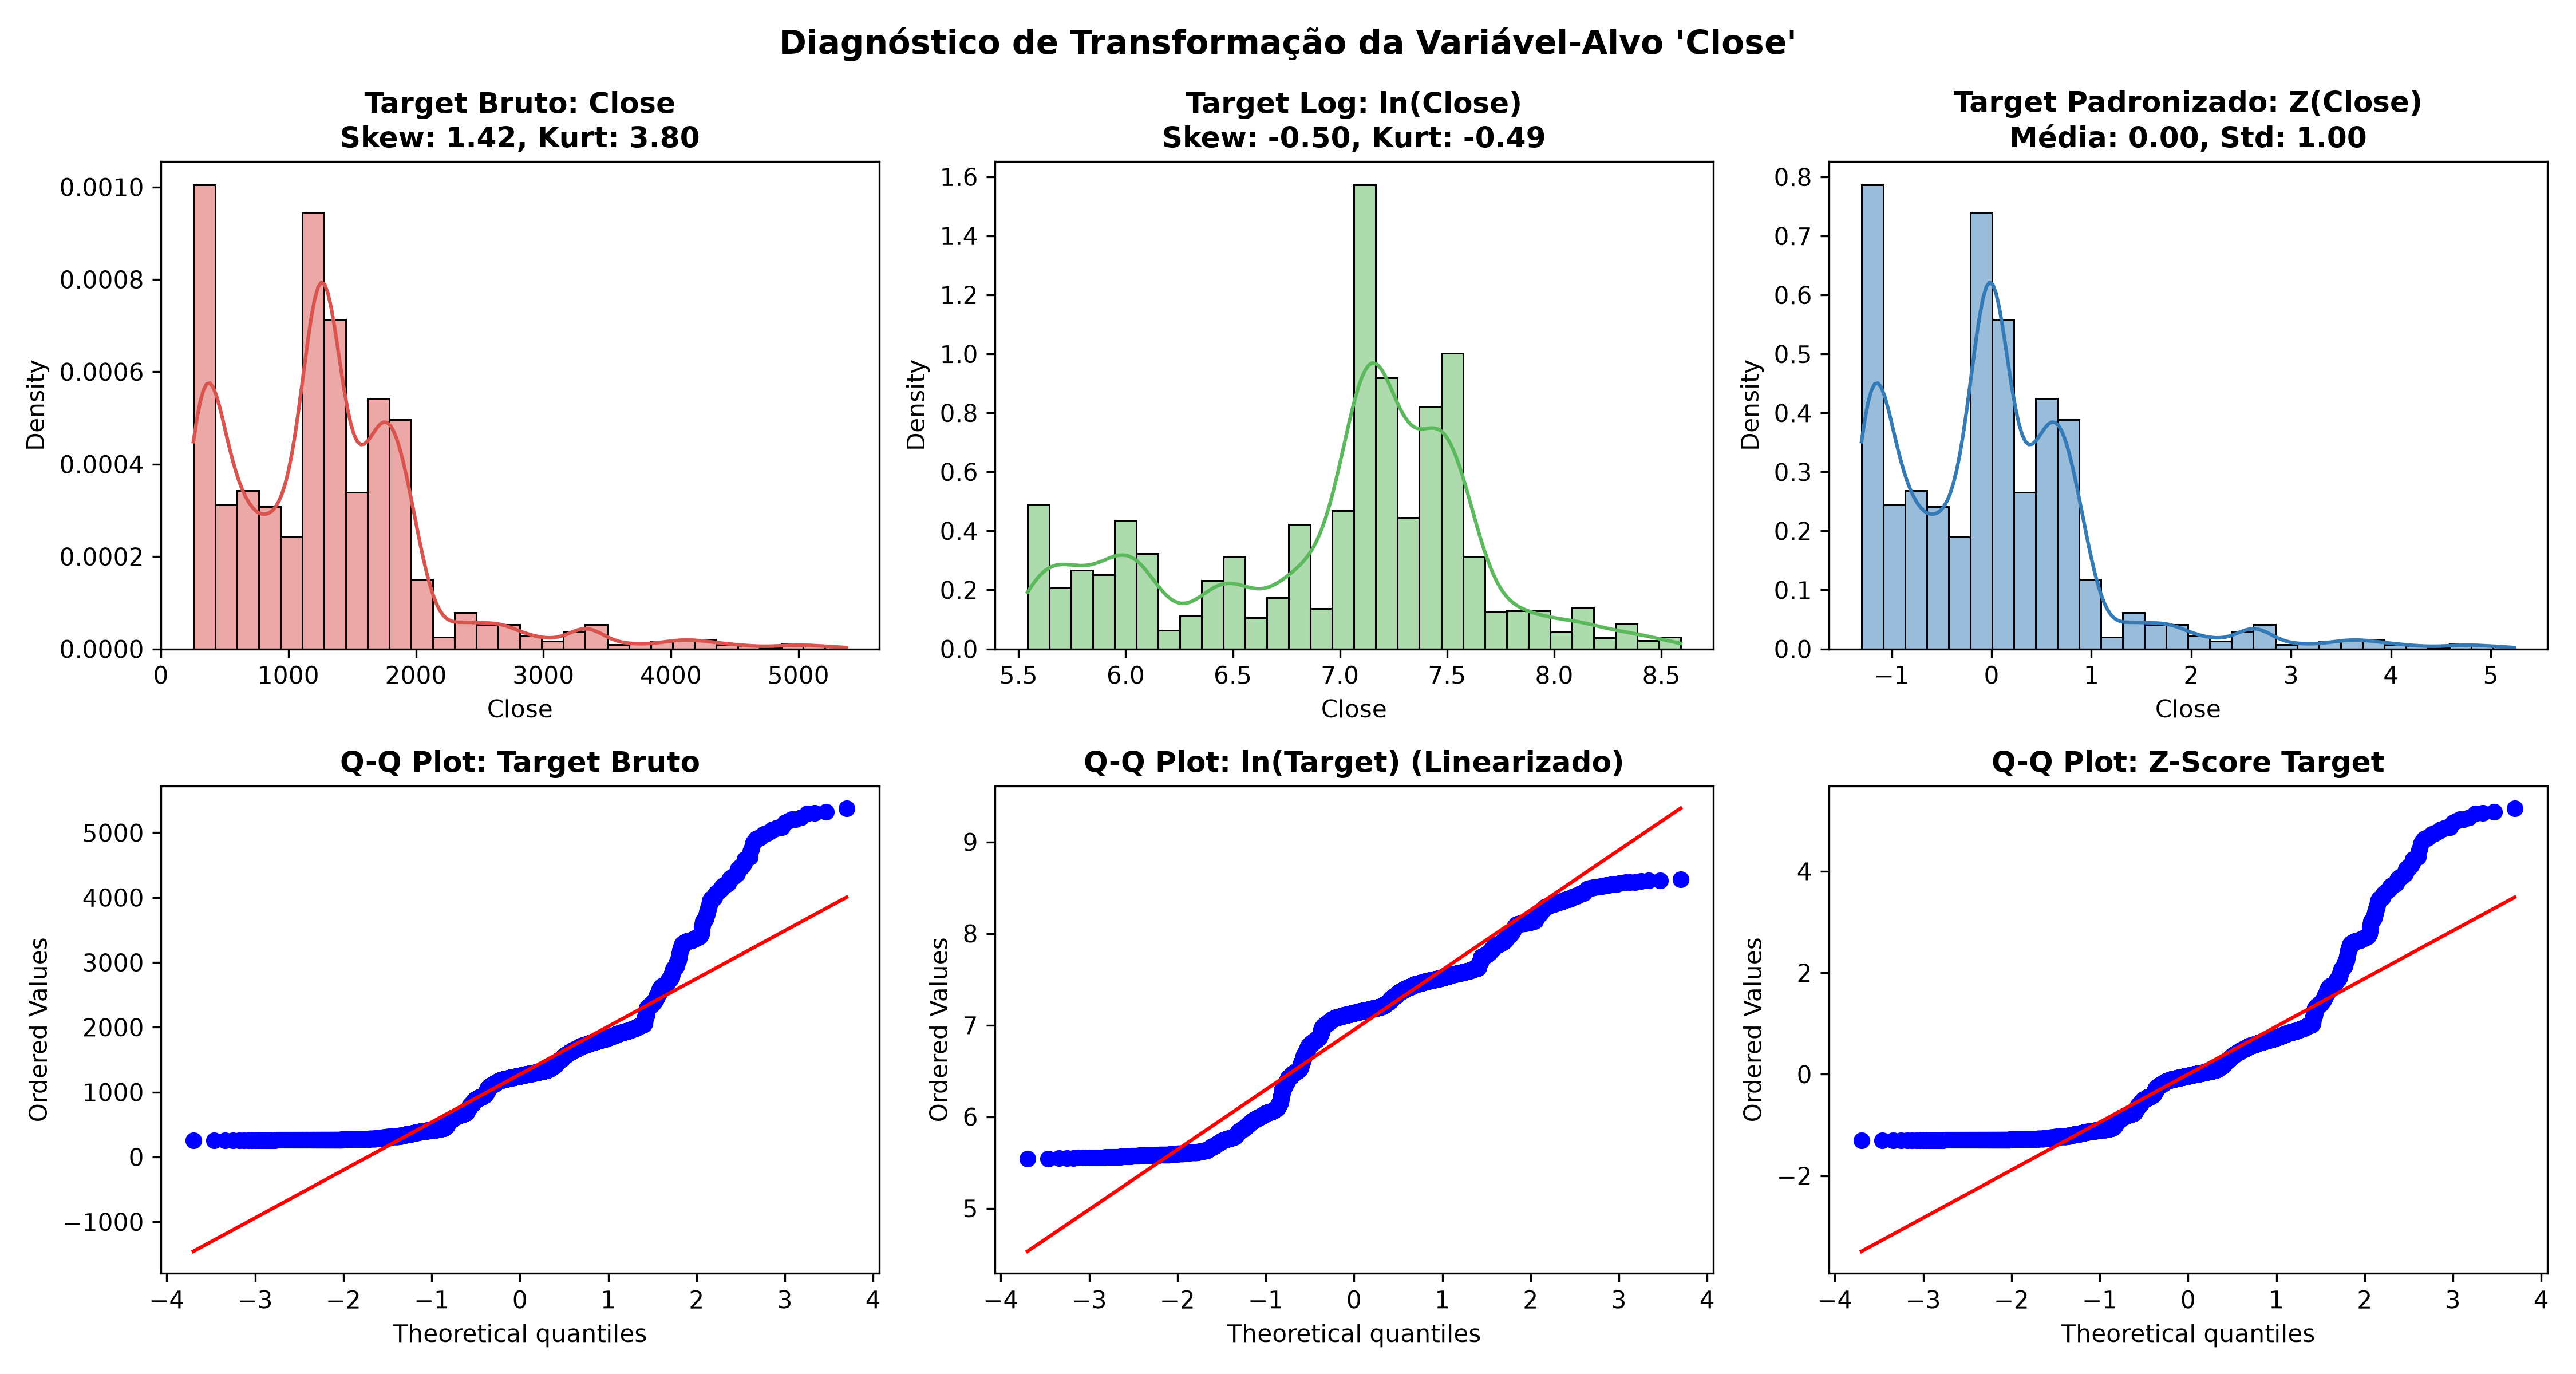 Diagnóstico de Transformação da Variável-Alvo 'Close'
Target Bruto: Close
Skew: 1.42, Kurt: 3.80
0.0010
0.0008
0.0006
0.0004
0.0002
0.0000
Density
0 1000 2000 3000 4000 5000
Close
Target Log: ln(Close)
Skew: -0.50, Kurt: -0.49
1.6
1.4
1.2
1.0
0.8
0.6
0.4
0.2
0.0
Density
5.5 6.0 6.5 7.0 7.5 8.0 8.5
Close
Target Padronizado: Z(Close)
Média: 0.00, Std: 1.00
0.8
0.7
0.6
0.5
0.4
0.3
0.2
0.1
0.0
Density
−1 0 1 2 3 4 5
Close
Q-Q Plot: Target Bruto
5000
4000
3000
2000
1000
0
−1000
Ordered Values
−4 −3 −2 −1 0 1 2 3 4
Theoretical quantiles
Q-Q Plot: ln(Target) (Linearizado)
9
8
7
6
5
Ordered Values
−4 −3 −2 −1 0 1 2 3 4
Theoretical quantiles
Q-Q Plot: Z-Score Target
4
2
0
−2
Ordered Values
−4 −3 −2 −1 0 1 2 3 4
Theoretical quantiles